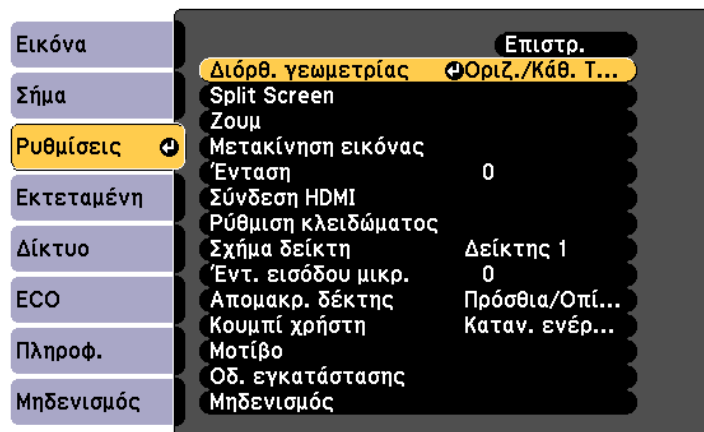 Εικόνα
Σήμα
Ρυθμίσεις
Εκτεταμένη
Δίκτυο
ECO
Πληροφ.
Μηδενισμός
Επιστρ.
Διόρθ. γεωμετρίας Οριζ./Κάθ. Τ...
Split Screen
Ζουμ
Μετακίνηση εικόνας
Ένταση 0
Σύνδεση HDMI
Ρύθμιση κλειδώματος
Σχήμα δείκτη Δείκτης 1
Έντ. εισόδου μικρ. 0
Απομακρ. δέκτης Πρόσθια/Οπί...
Κουμπί χρήστη Καταν. ενέρ...
Μοτίβο
Οδ. εγκατάστασης
Μηδενισμός